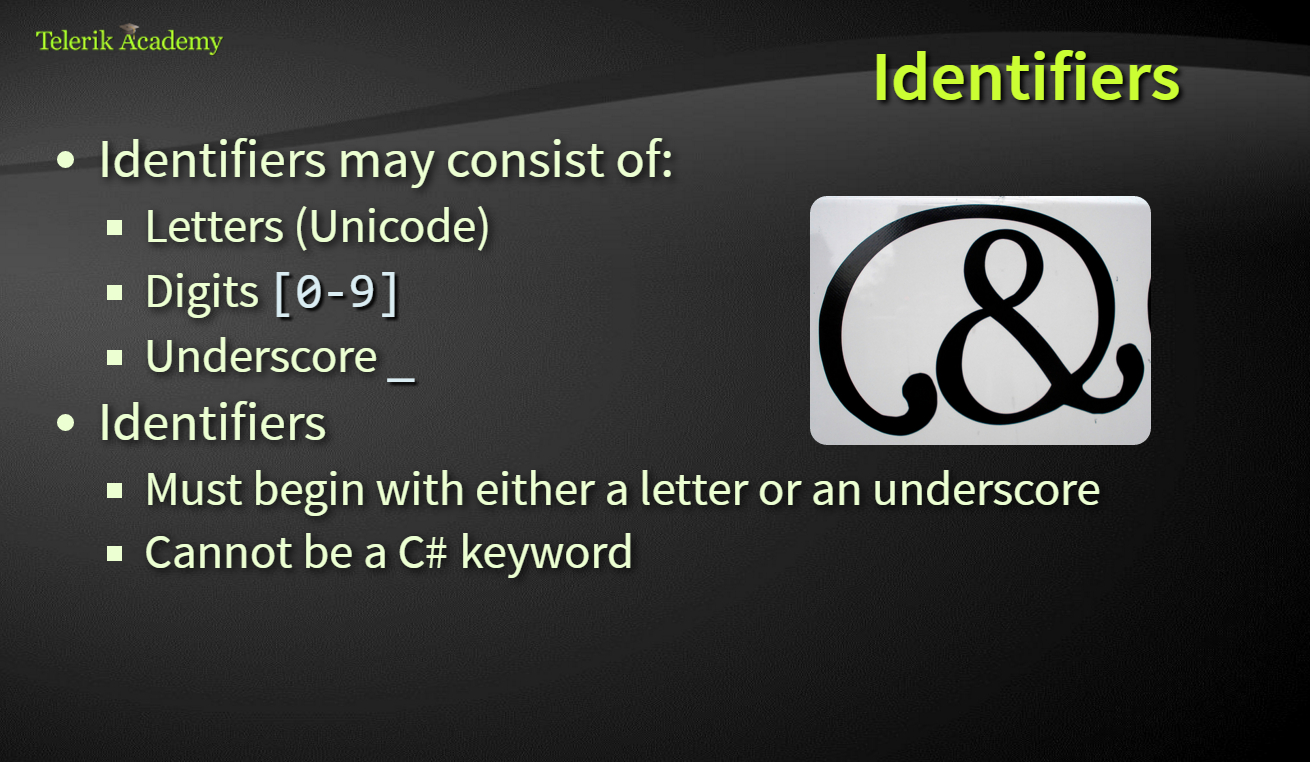 Telerik Academy
Identifiers
• Identifiers may consist of:
▪ Letters (Unicode)
▪ Digits [0-9]
▪ Underscore _
&
• Identifiers
▪ Must begin with either a letter or an underscore
▪ Cannot be a C# keyword